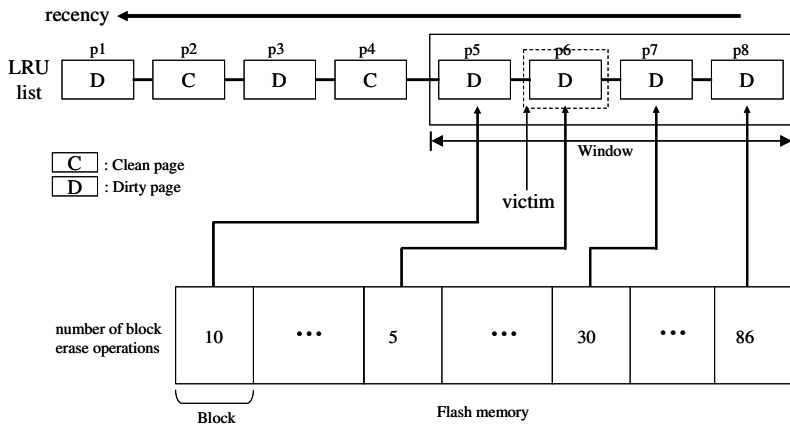 recency
p1 p2 p3 p4 p5 p6 p7 p8
LRU
list
D C D C D D D D
Window
C : Clean page
D : Dirty page
victim
number of block
erase operations
10 ••• 5 ••• 30 ••• 86
Block
Flash memory